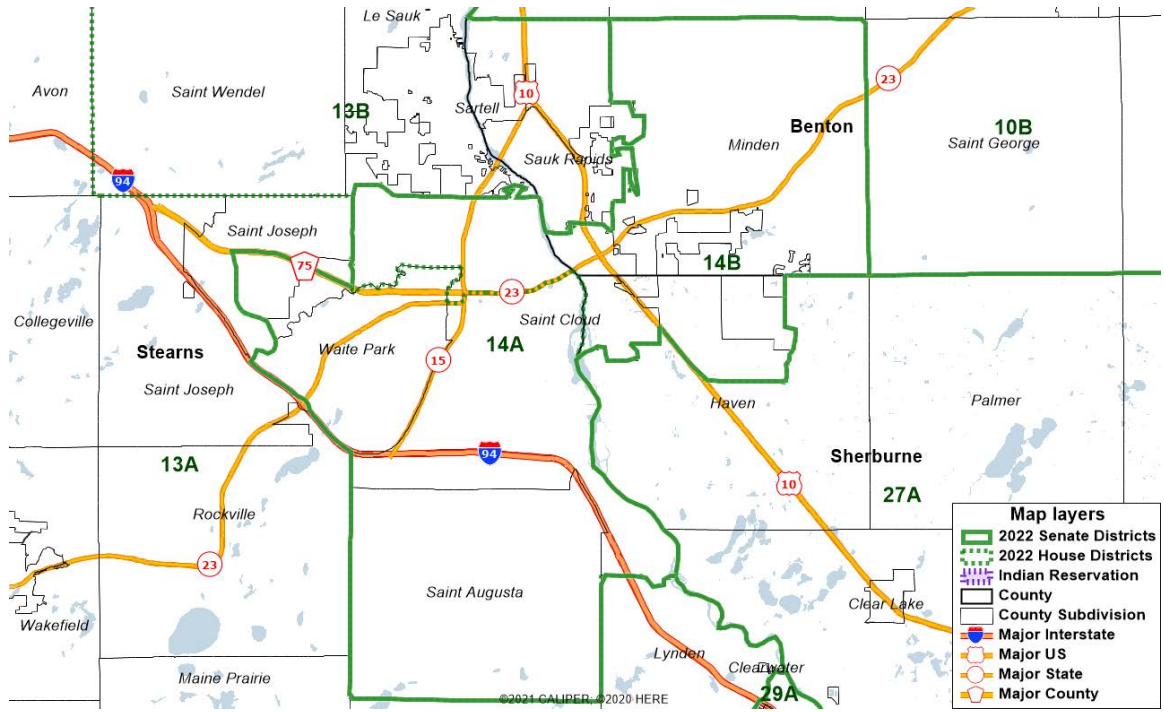 Le Sauk
Avon
Saint Wendel
13B
Sartell
10
23
Benton
10B
Minden
Saint George
Sauk Rapids
94
Saint Joseph
75
14B
23
Collegeville
Saint Cloud
Stearns
Waite Park
14A
15
Saint Joseph
Haven
Palmer
94
13A
Sherburne
10
27A
Rockville
23
Saint Augusta
Clear Lake
Wakefield
Lynden
Maine Prairie
Clearwater
29A
©2021 CALIPER; ©2020 HERE
Map layers
2022 Senate Districts
2022 House Districts
Indian Reservation
County
County Subdivision
Major Interstate
Major US
Major State
Major County